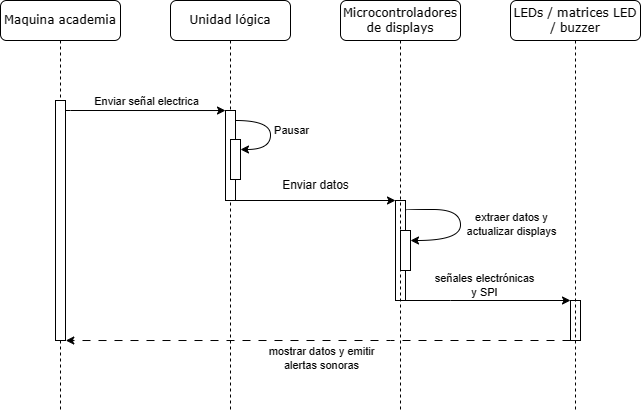 Maquina academia
Unidad lógica
Microcontroladores
de displays
LEDs / matrices LED
/ buzzer
Enviar señal electrica
Pausar
Enviar datos
extraer datos y
actualizar displays
señales electrónicas
y SPI
mostrar datos y emitir
alertas sonoras